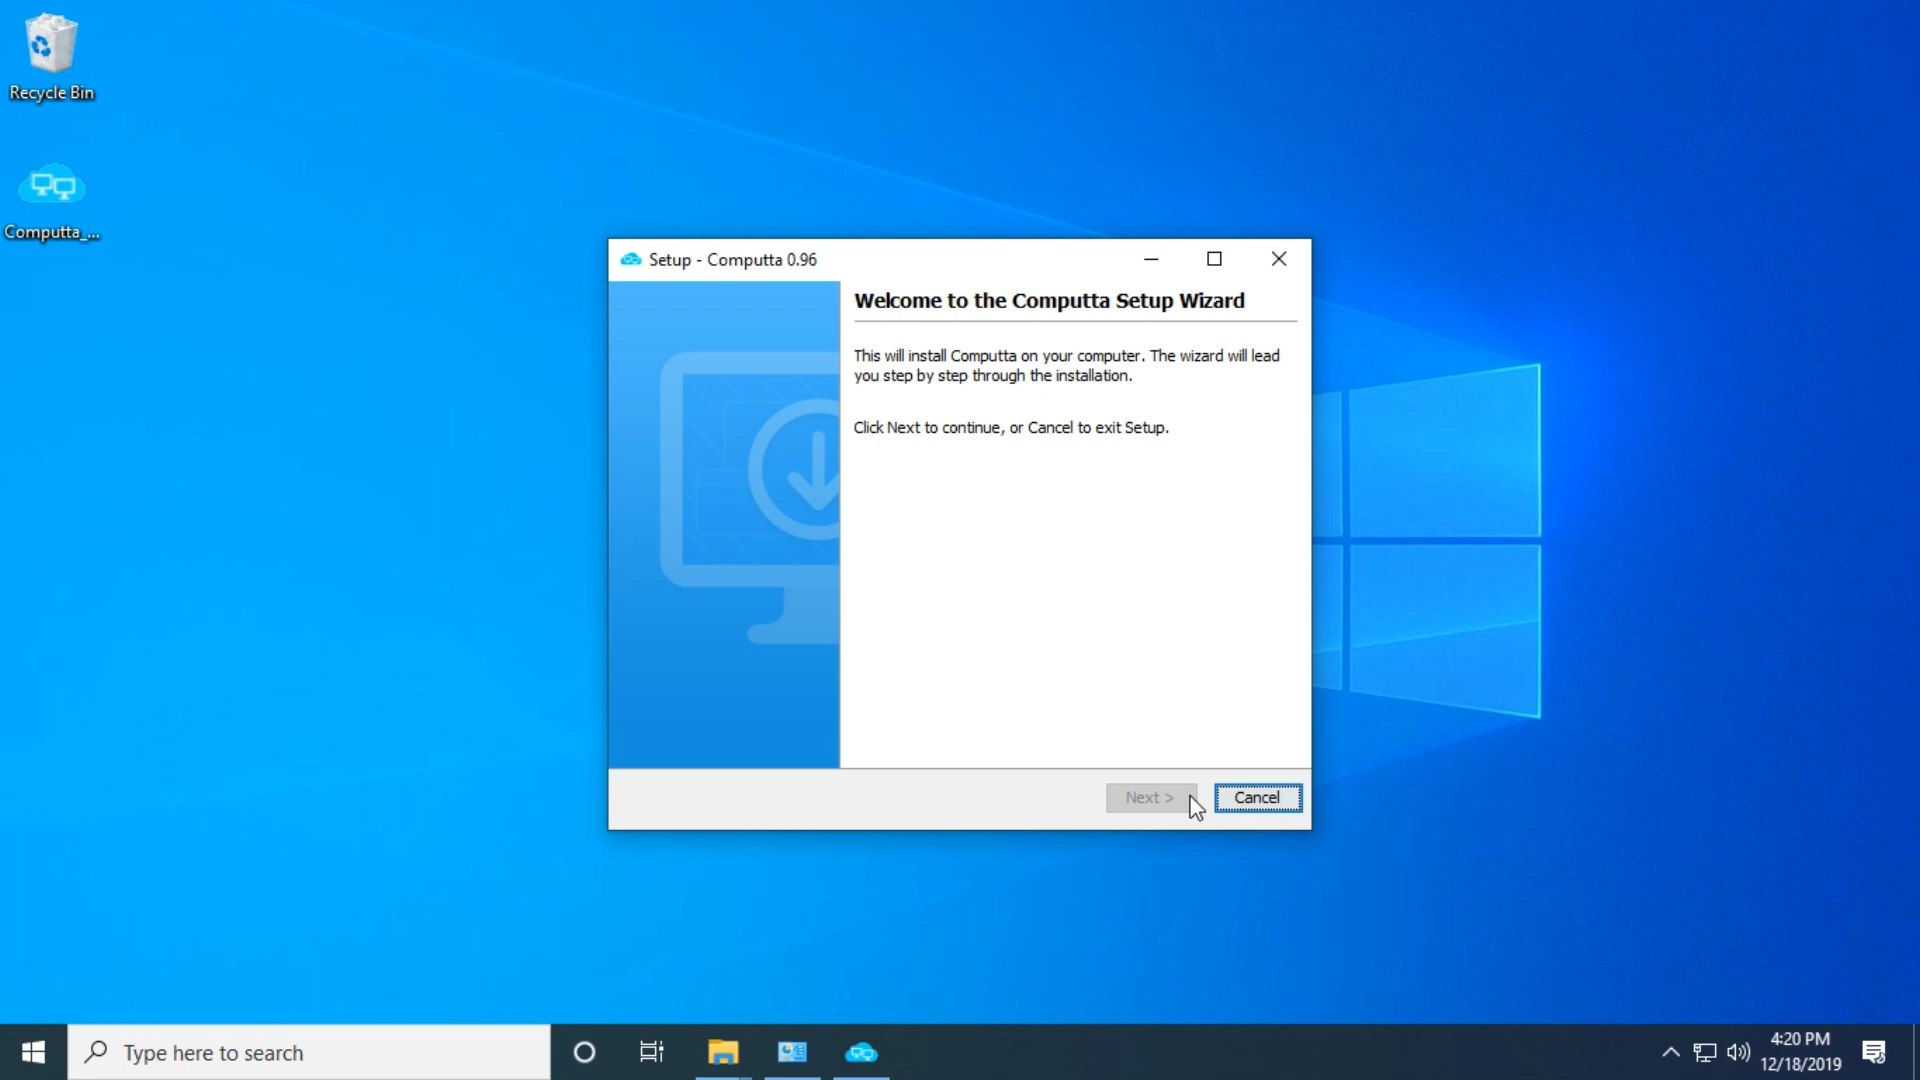 Recycle Bin
Computta_...
Setup - Computta 0.96
Welcome to the Computta Setup Wizard
This will install Computta on your computer. The wizard will lead
you step by step through the installation.
Click Next to continue, or Cancel to exit Setup.
Next >
Cancel
Type here to search
4:20 PM
12/18/2019